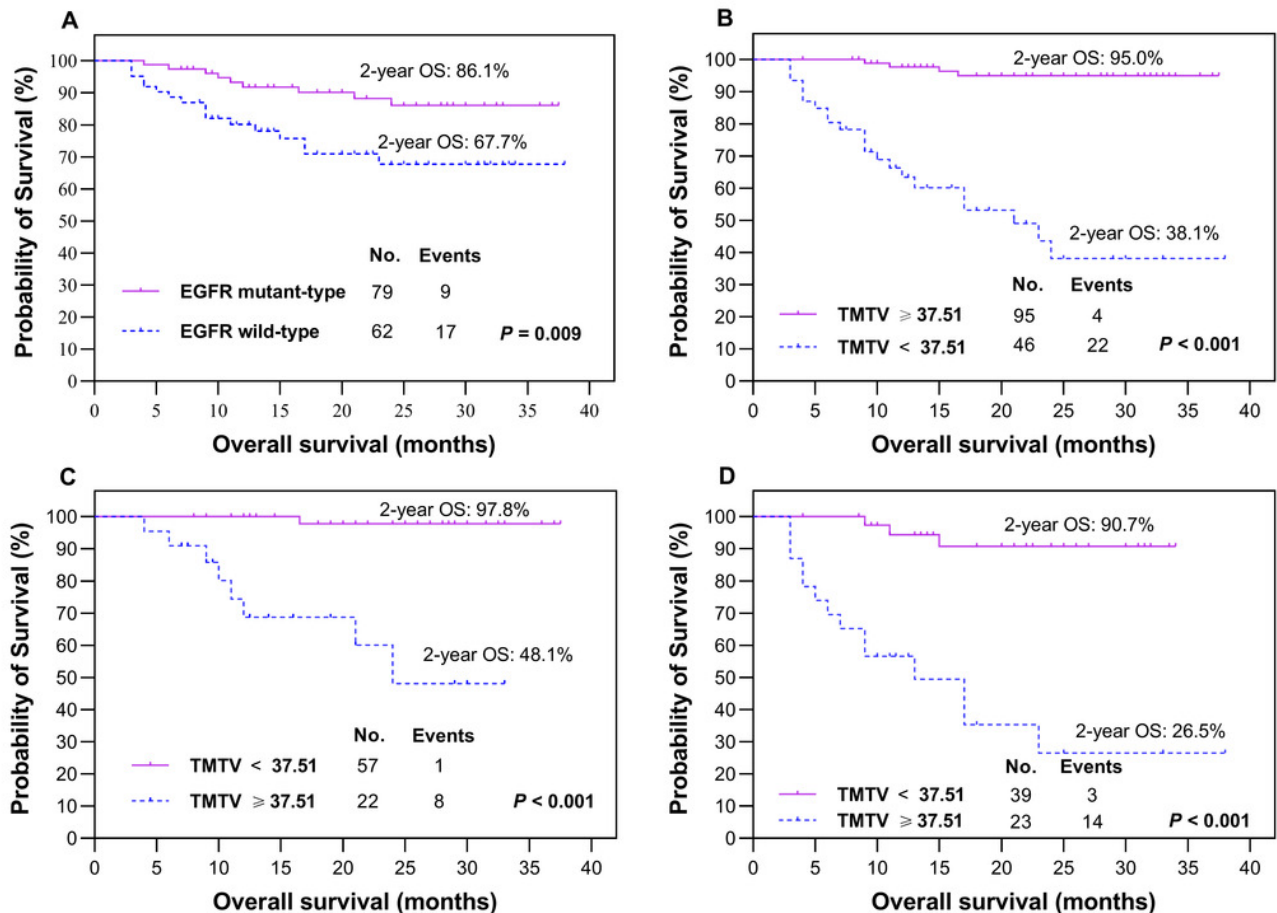 A
Probability of Survival (%)
100
90
80
70
60
50
40
30
20
10
0
2-year OS: 86.1%
2-year OS: 67.7%
No. Events
EGFR mutant-type 79 9
EGFR wild-type 62 17 P = 0.009
0 5 10 15 20 25 30 35 40
Overall survival (months)
B
Probability of Survival (%)
100
90
80
70
60
50
40
30
20
10
0
2-year OS: 95.0%
2-year OS: 38.1%
No. Events
TMTV ⩾ 37.51 95 4
TMTV < 37.51 46 22 P < 0.001
0 5 10 15 20 25 30 35 40
Overall survival (months)
C
Probability of Survival (%)
100
90
80
70
60
50
40
30
20
10
0
2-year OS: 97.8%
2-year OS: 48.1%
No. Events
TMTV < 37.51 57 1
TMTV ⩾ 37.51 22 8 P < 0.001
0 5 10 15 20 25 30 35 40
Overall survival (months)
D
Probability of Survival (%)
100
90
80
70
60
50
40
30
20
10
0
2-year OS: 90.7%
2-year OS: 26.5%
No. Events
TMTV < 37.51 39 3
TMTV ⩾ 37.51 23 14 P < 0.001
0 5 10 15 20 25 30 35 40
Overall survival (months)